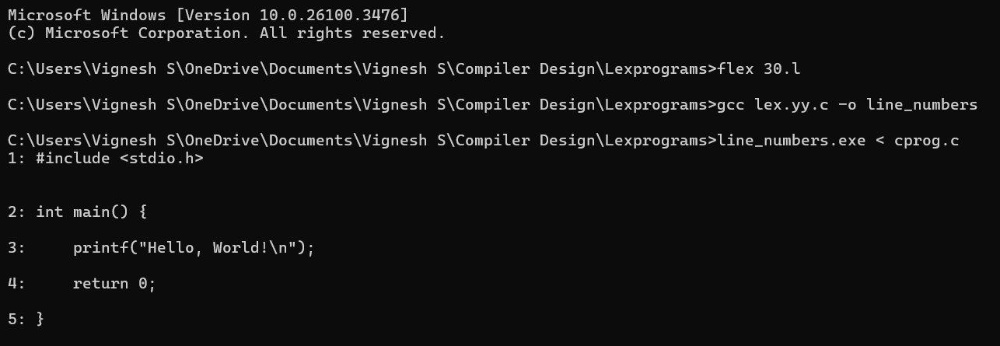 Microsoft Windows [Version 10.0.26100.3476]
(c) Microsoft Corporation. All rights reserved.
C:\Users\Vignesh S\OneDrive\Documents\Vignesh S\Compiler Design\Lexprograms>flex 30.l
C:\Users\Vignesh S\OneDrive\Documents\Vignesh S\Compiler Design\Lexprograms>gcc lex.yy.c -o line_numbers
C:\Users\Vignesh S\OneDrive\Documents\Vignesh S\Compiler Design\Lexprograms>line_numbers.exe < cprog.c
1: #include <stdio.h>
2: int main() {
3:     printf("Hello, World!\n");
4:     return 0;
5: }